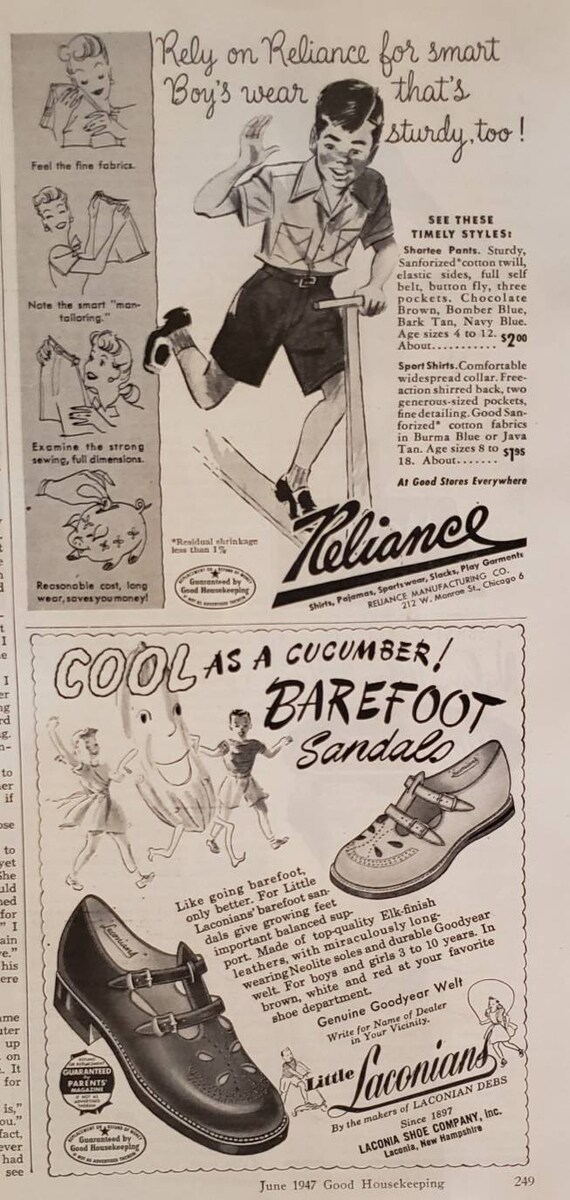 Rely on Reliance for smart
Boy's wear that's
sturdy, too!
Feel the fine fabrics.
Note the smart "man-
tailoring."
Examine the strong
sewing, full dimensions.
Reasonable cost, long
wear, saves you money!
SEE THESE
TIMELY STYLES:
Shortee Pants. Sturdy,
Sanforized*cotton twill,
elastic sides, full self
belt, button fly, three
pockets. Chocolate
Brown, Bomber Blue,
Bark Tan, Navy Blue.
Age sizes 4 to 12.
About.......... $2.00
Sport Shirts. Comfortable
widespread collar. Free-
action shirred back, two
generous-sized pockets,
fine detailing. Good San-
forized* cotton fabrics
in Burma Blue or Java
Tan. Age sizes 8 to
18. About....... $1.95
At Good Stores Everywhere
*Residual shrinkage
less than 1%
Guaranteed by
Good Housekeeping
Reliance
Shirts, Pajamas, Sportswear, Slacks, Play Garments
RELIANCE MANUFACTURING CO.
212 W. Monroe St., Chicago 6
COOL AS A CUCUMBER!
BAREFOOT
Sandals
Like going barefoot,
only better. For Little
Laconians' barefoot san-
dals give growing feet
important balanced sup-
port. Made of top-quality Elk-finish
leathers, with miraculously long-
wearing Neolite soles and durable Goodyear
welt. For boys and girls 3 to 10 years. In
brown, white and red at your favorite
shoe department.
Genuine Goodyear Welt
Write for Name of Dealer
in Your Vicinity.
Laconians
GUARANTEED
by
PARENTS'
MAGAZINE
IF NOT AS
ADVERTISED
THEREIN
Guaranteed by
Good Housekeeping
Little Laconians
By the makers of LACONIAN DEBS
Since 1897
LACONIA SHOE COMPANY, Inc.
Laconia, New Hampshire
June 1947 Good Housekeeping 249